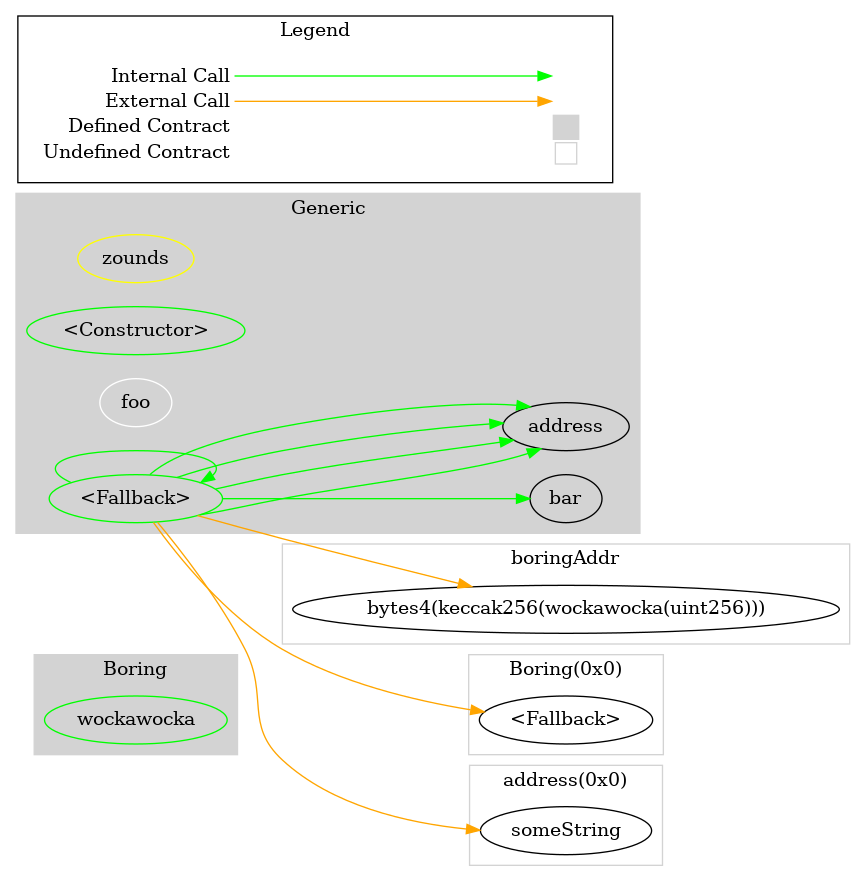 Legend
Internal Call
External Call
Defined Contract
Undefined Contract
Generic
zounds
<Constructor>
foo
address
<Fallback>
bar
boringAddr
bytes4(keccak256(wockawocka(uint256)))
Boring
wockawocka
Boring(0x0)
<Fallback>
address(0x0)
someString